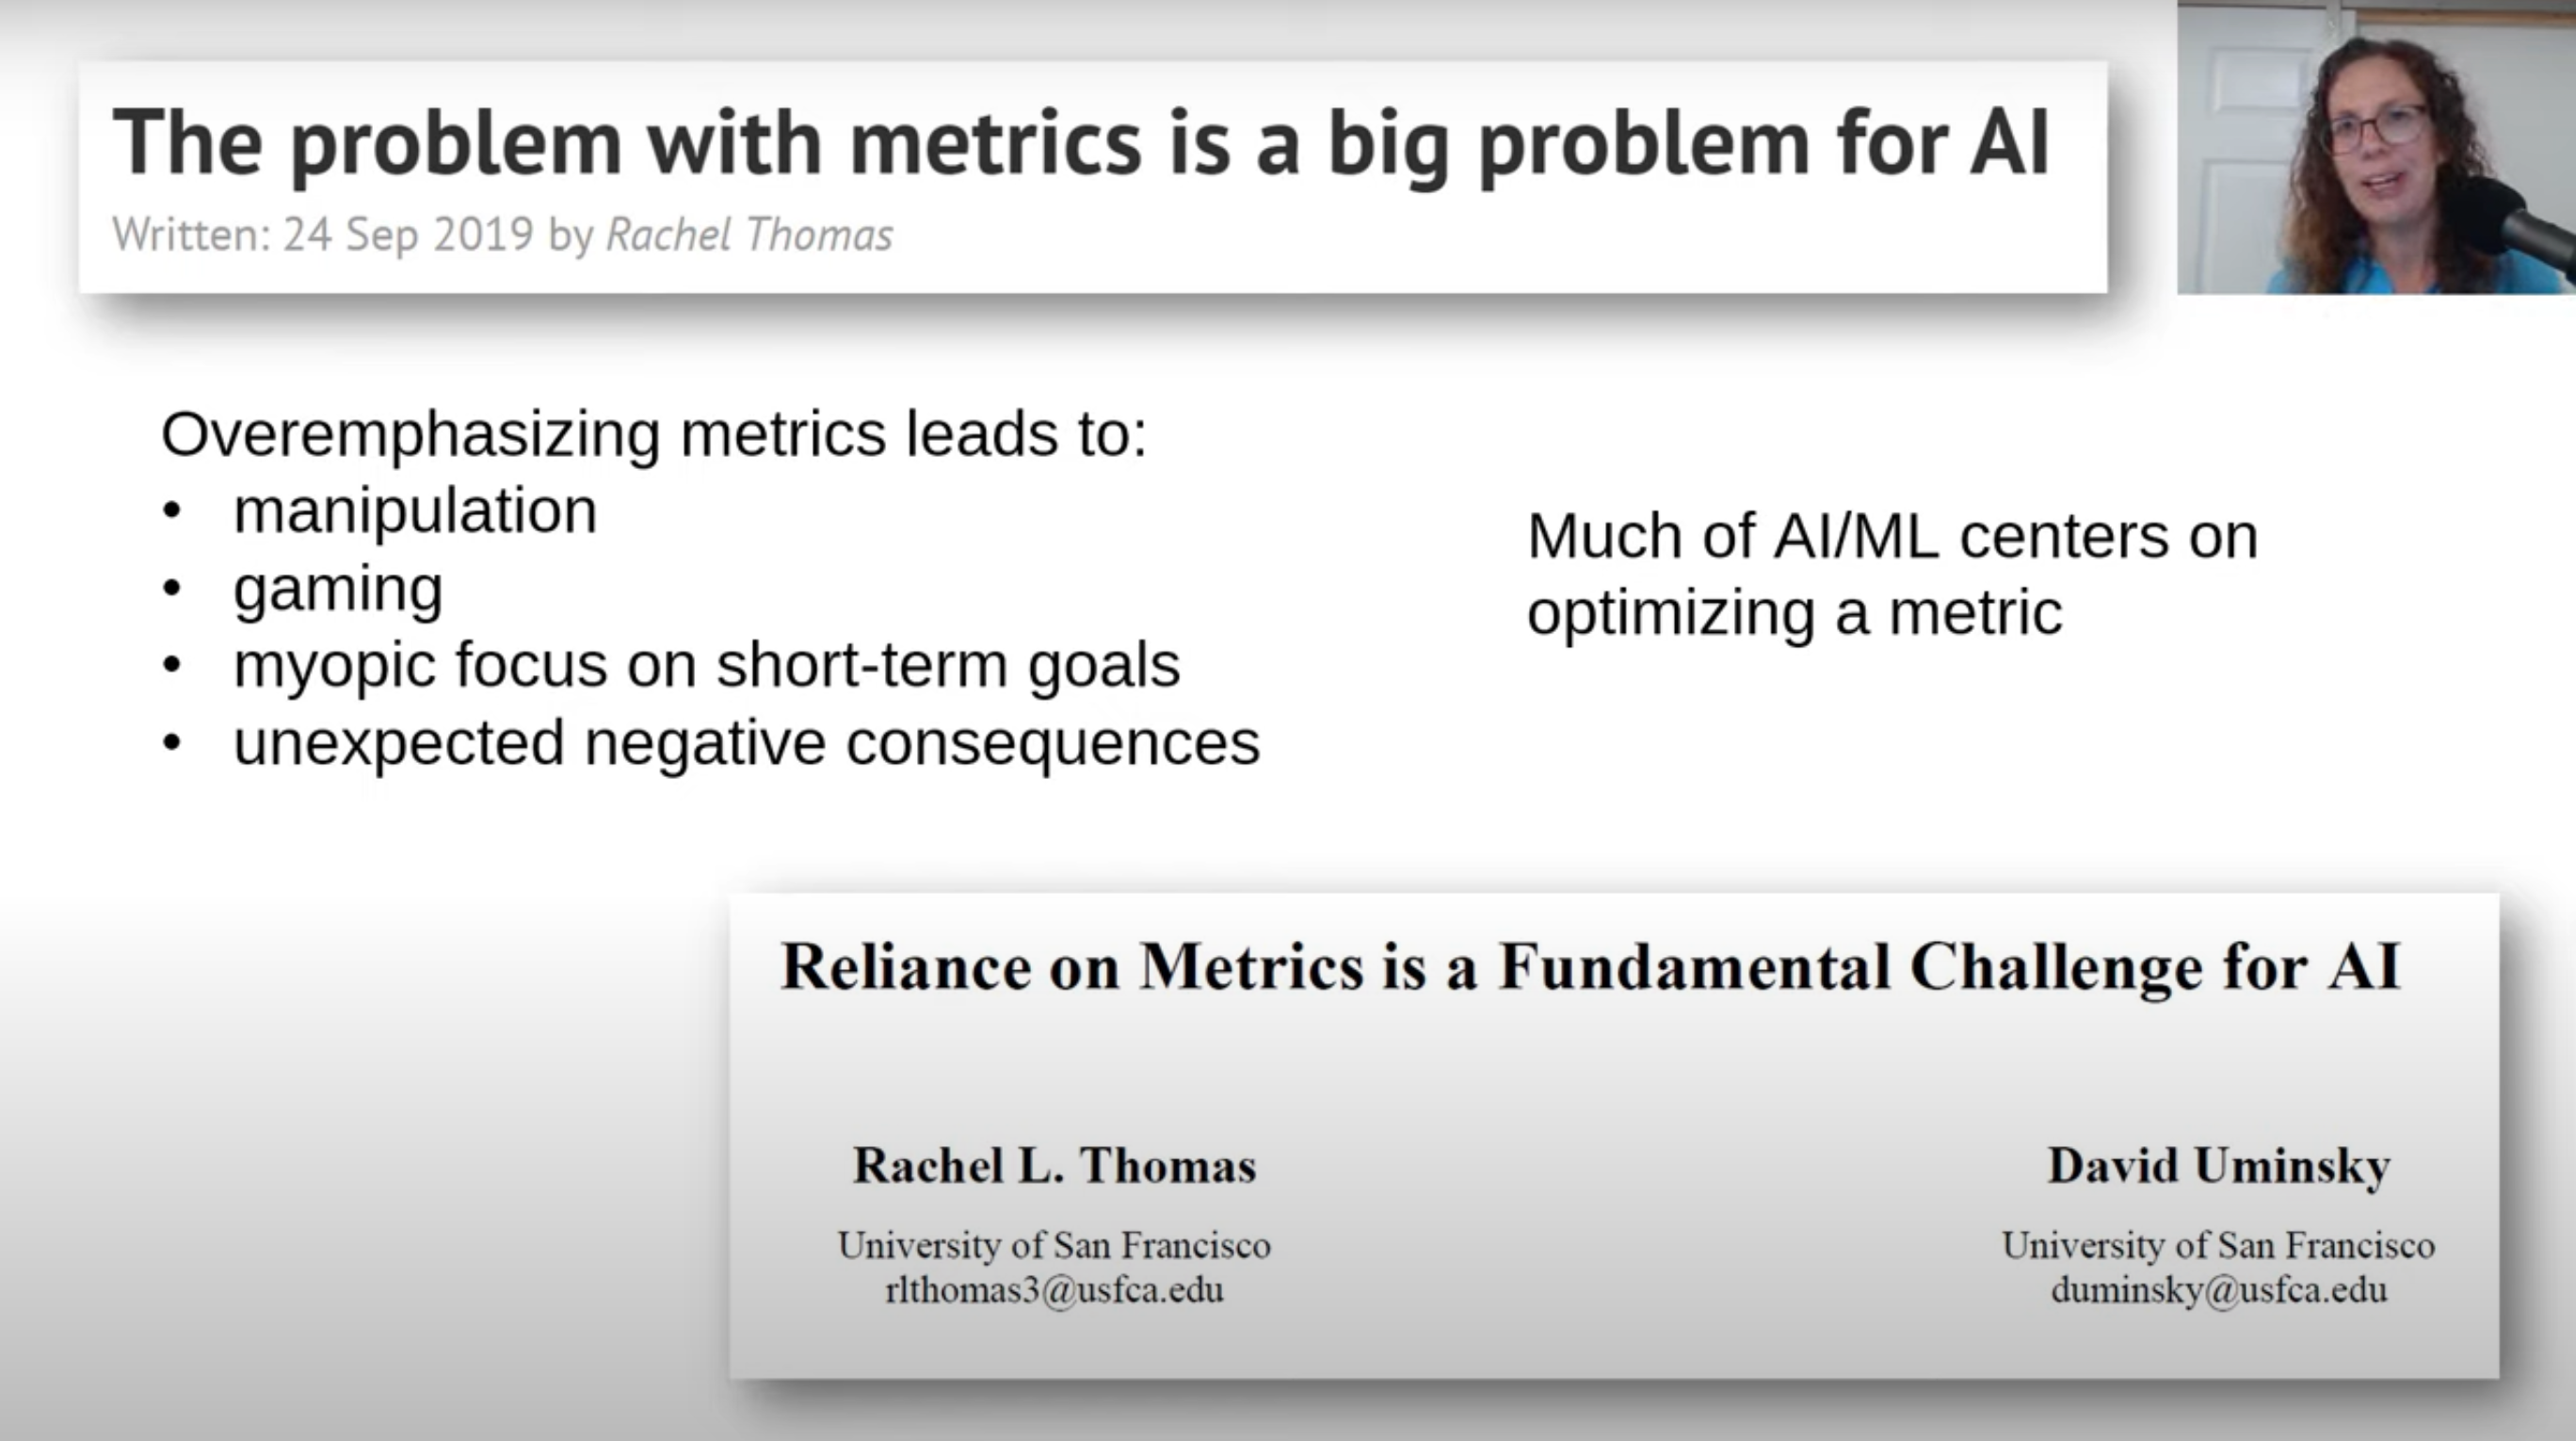 The problem with metrics is a big problem for AI
Written: 24 Sep 2019 by Rachel Thomas
Overemphasizing metrics leads to:
• manipulation
• gaming
• myopic focus on short-term goals
• unexpected negative consequences
Much of AI/ML centers on
optimizing a metric
Reliance on Metrics is a Fundamental Challenge for AI
Rachel L. Thomas
University of San Francisco
rlthomas3@usfca.edu
David Uminsky
University of San Francisco
duminsky@usfca.edu